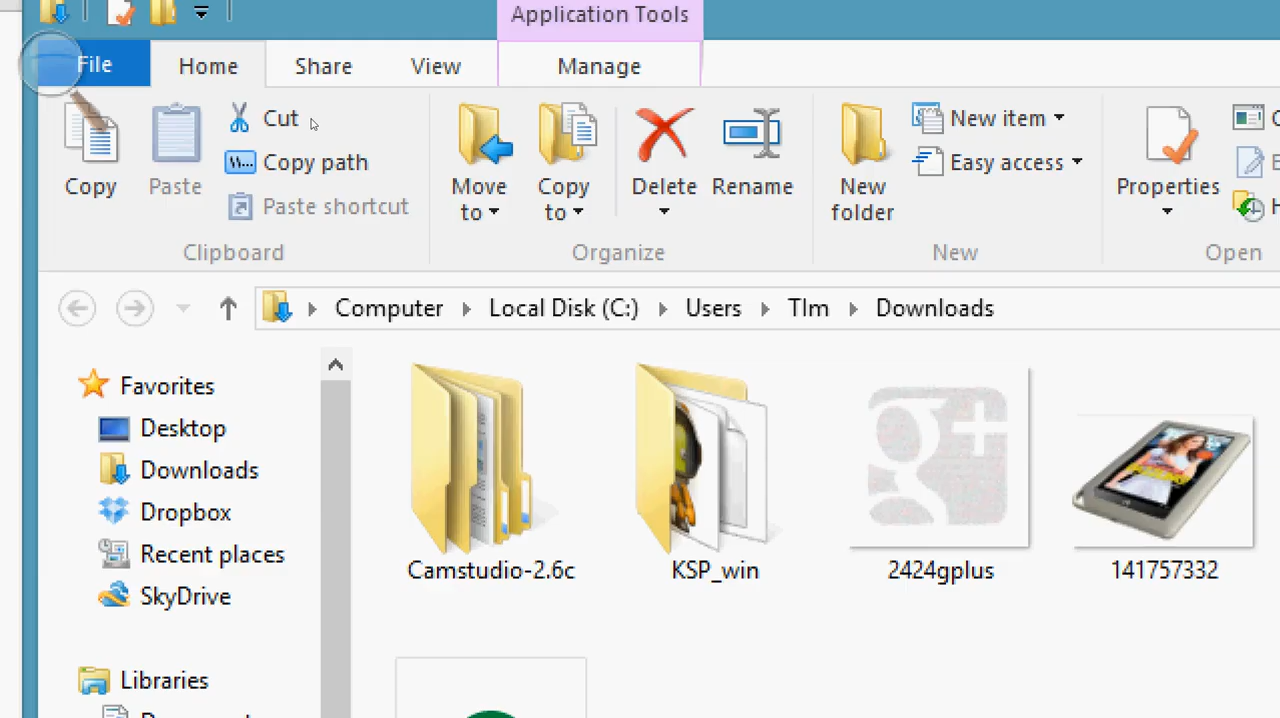 Application Tools
File Home Share View Manage
Copy Paste Cut Copy path Paste shortcut
Move to Copy to Delete Rename
New folder New item Easy access
Properties
Clipboard Organize New Open
Computer Local Disk (C:) Users TIm Downloads
Favorites
Desktop
Downloads
Dropbox
Recent places
SkyDrive
Libraries
Camstudio-2.6c KSP_win 2424gplus 141757332